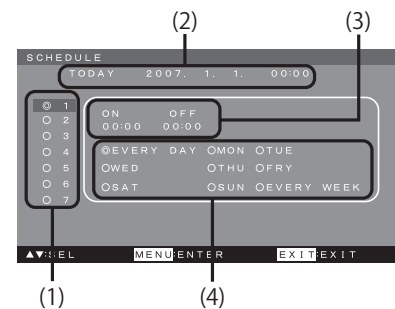 (2) (3)
SCHEDULE
TODAY 2007. 1. 1. 00:00
1
2
3
4
5
6
7
ON OFF
00:00 00:00
EVERY DAY MON TUE
WED THU FRY
SAT SUN EVERY WEEK
▲▼:SEL MENU:ENTER EXIT:EXIT
(1) (4)